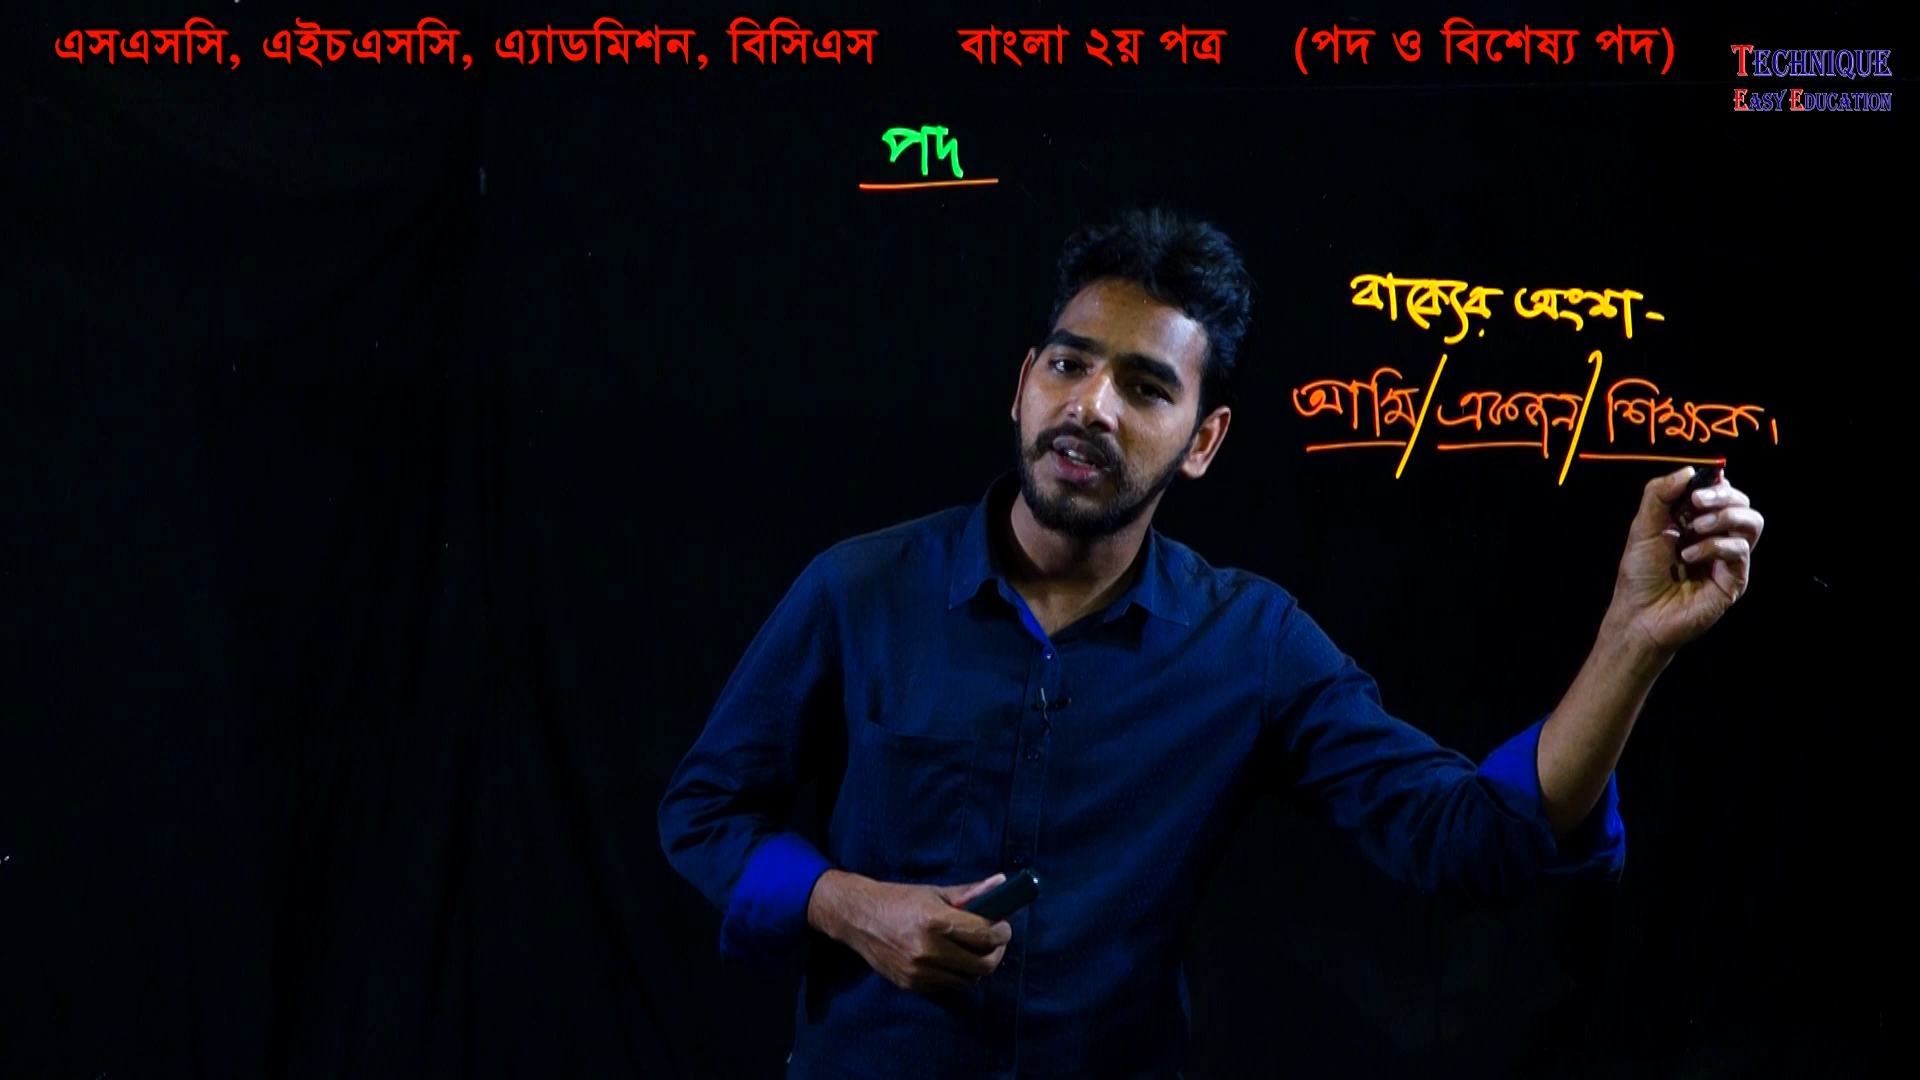 এসএসসি, এইচএসসি, এ্যাডমিশন, বিসিএস বাংলা ২য় পত্র (পদ ও বিশেষ্য পদ)
TECHNIQUE
EASY EDUCATION
পদ
বাক্যের অংশ -
আমি / একজন / শিক্ষক।